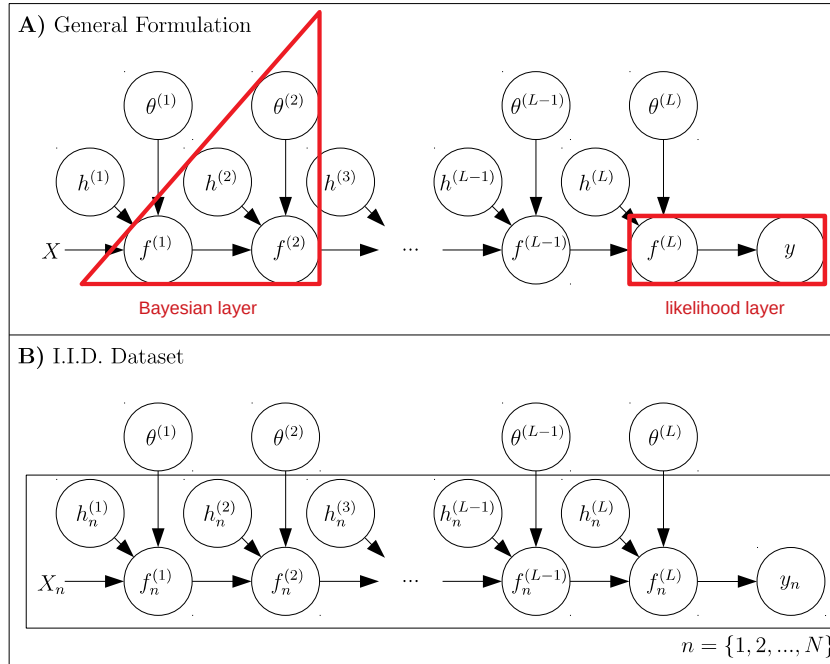 A) General Formulation
θ^(1) θ^(2) θ^(L−1) θ^(L)
h^(1) h^(2) h^(3) h^(L−1) h^(L)
X f^(1) f^(2) ... f^(L−1) f^(L) y
Bayesian layer likelihood layer
B) I.I.D. Dataset
θ^(1) θ^(2) θ^(L−1) θ^(L)
h_n^(1) h_n^(2) h_n^(3) h_n^(L−1) h_n^(L)
X_n f_n^(1) f_n^(2) ... f_n^(L−1) f_n^(L) y_n
n = {1, 2, ..., N}